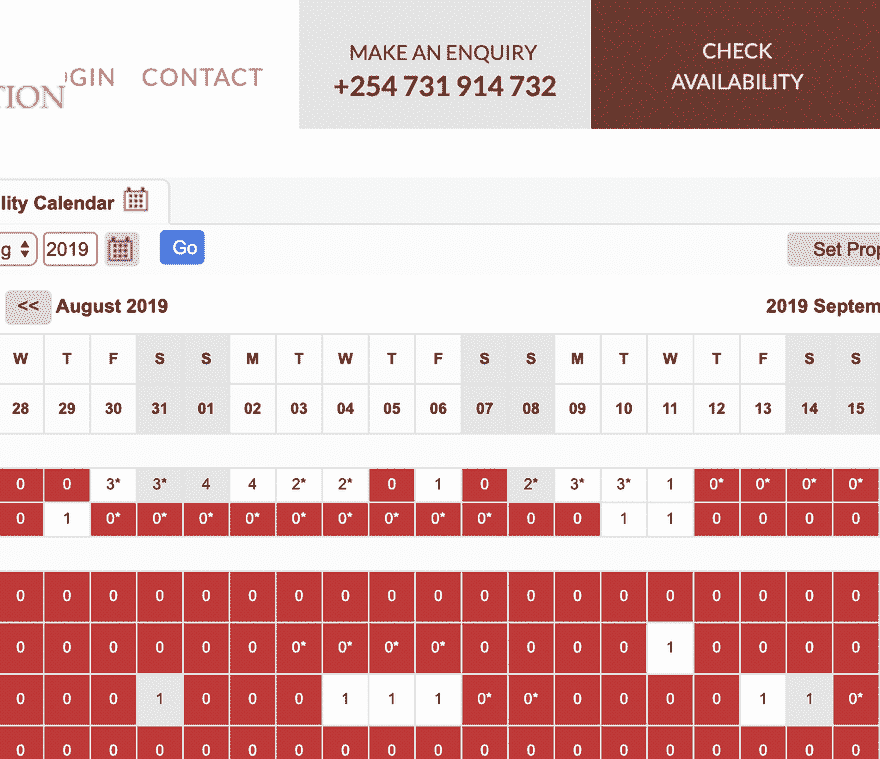 MAKE AN ENQUIRY
CHECK
GIN CONTACT
TION
+254 731 914 732
AVAILABILITY
lity Calendar
g 2019 Go Set Prop
<< August 2019 2019 Septem
W T F S S M T W T F S S M T W T F S S
28 29 30 31 01 02 03 04 05 06 07 08 09 10 11 12 13 14 15
0 0 3* 3* 4 4 2* 2* 0 1 0 2* 3* 3* 1 0* 0* 0* 0*
0 1 0* 0* 0* 0* 0* 0* 0* 0* 0* 0 0 1 1 0 0 0 0
0 0 0 0 0 0 0 0 0 0 0 0 0 0 0 0 0 0 0
0 0 0 0 0 0 0* 0* 0* 0* 0 0 0 0 1 0 0 0 0
0 0 0 1 0 0 0 1 1 1 0* 0* 0 0 0 0 1 1 0*
0 0 0 0 0 0 0 0 0 0 0 0 0 0 0 0 0 0 0